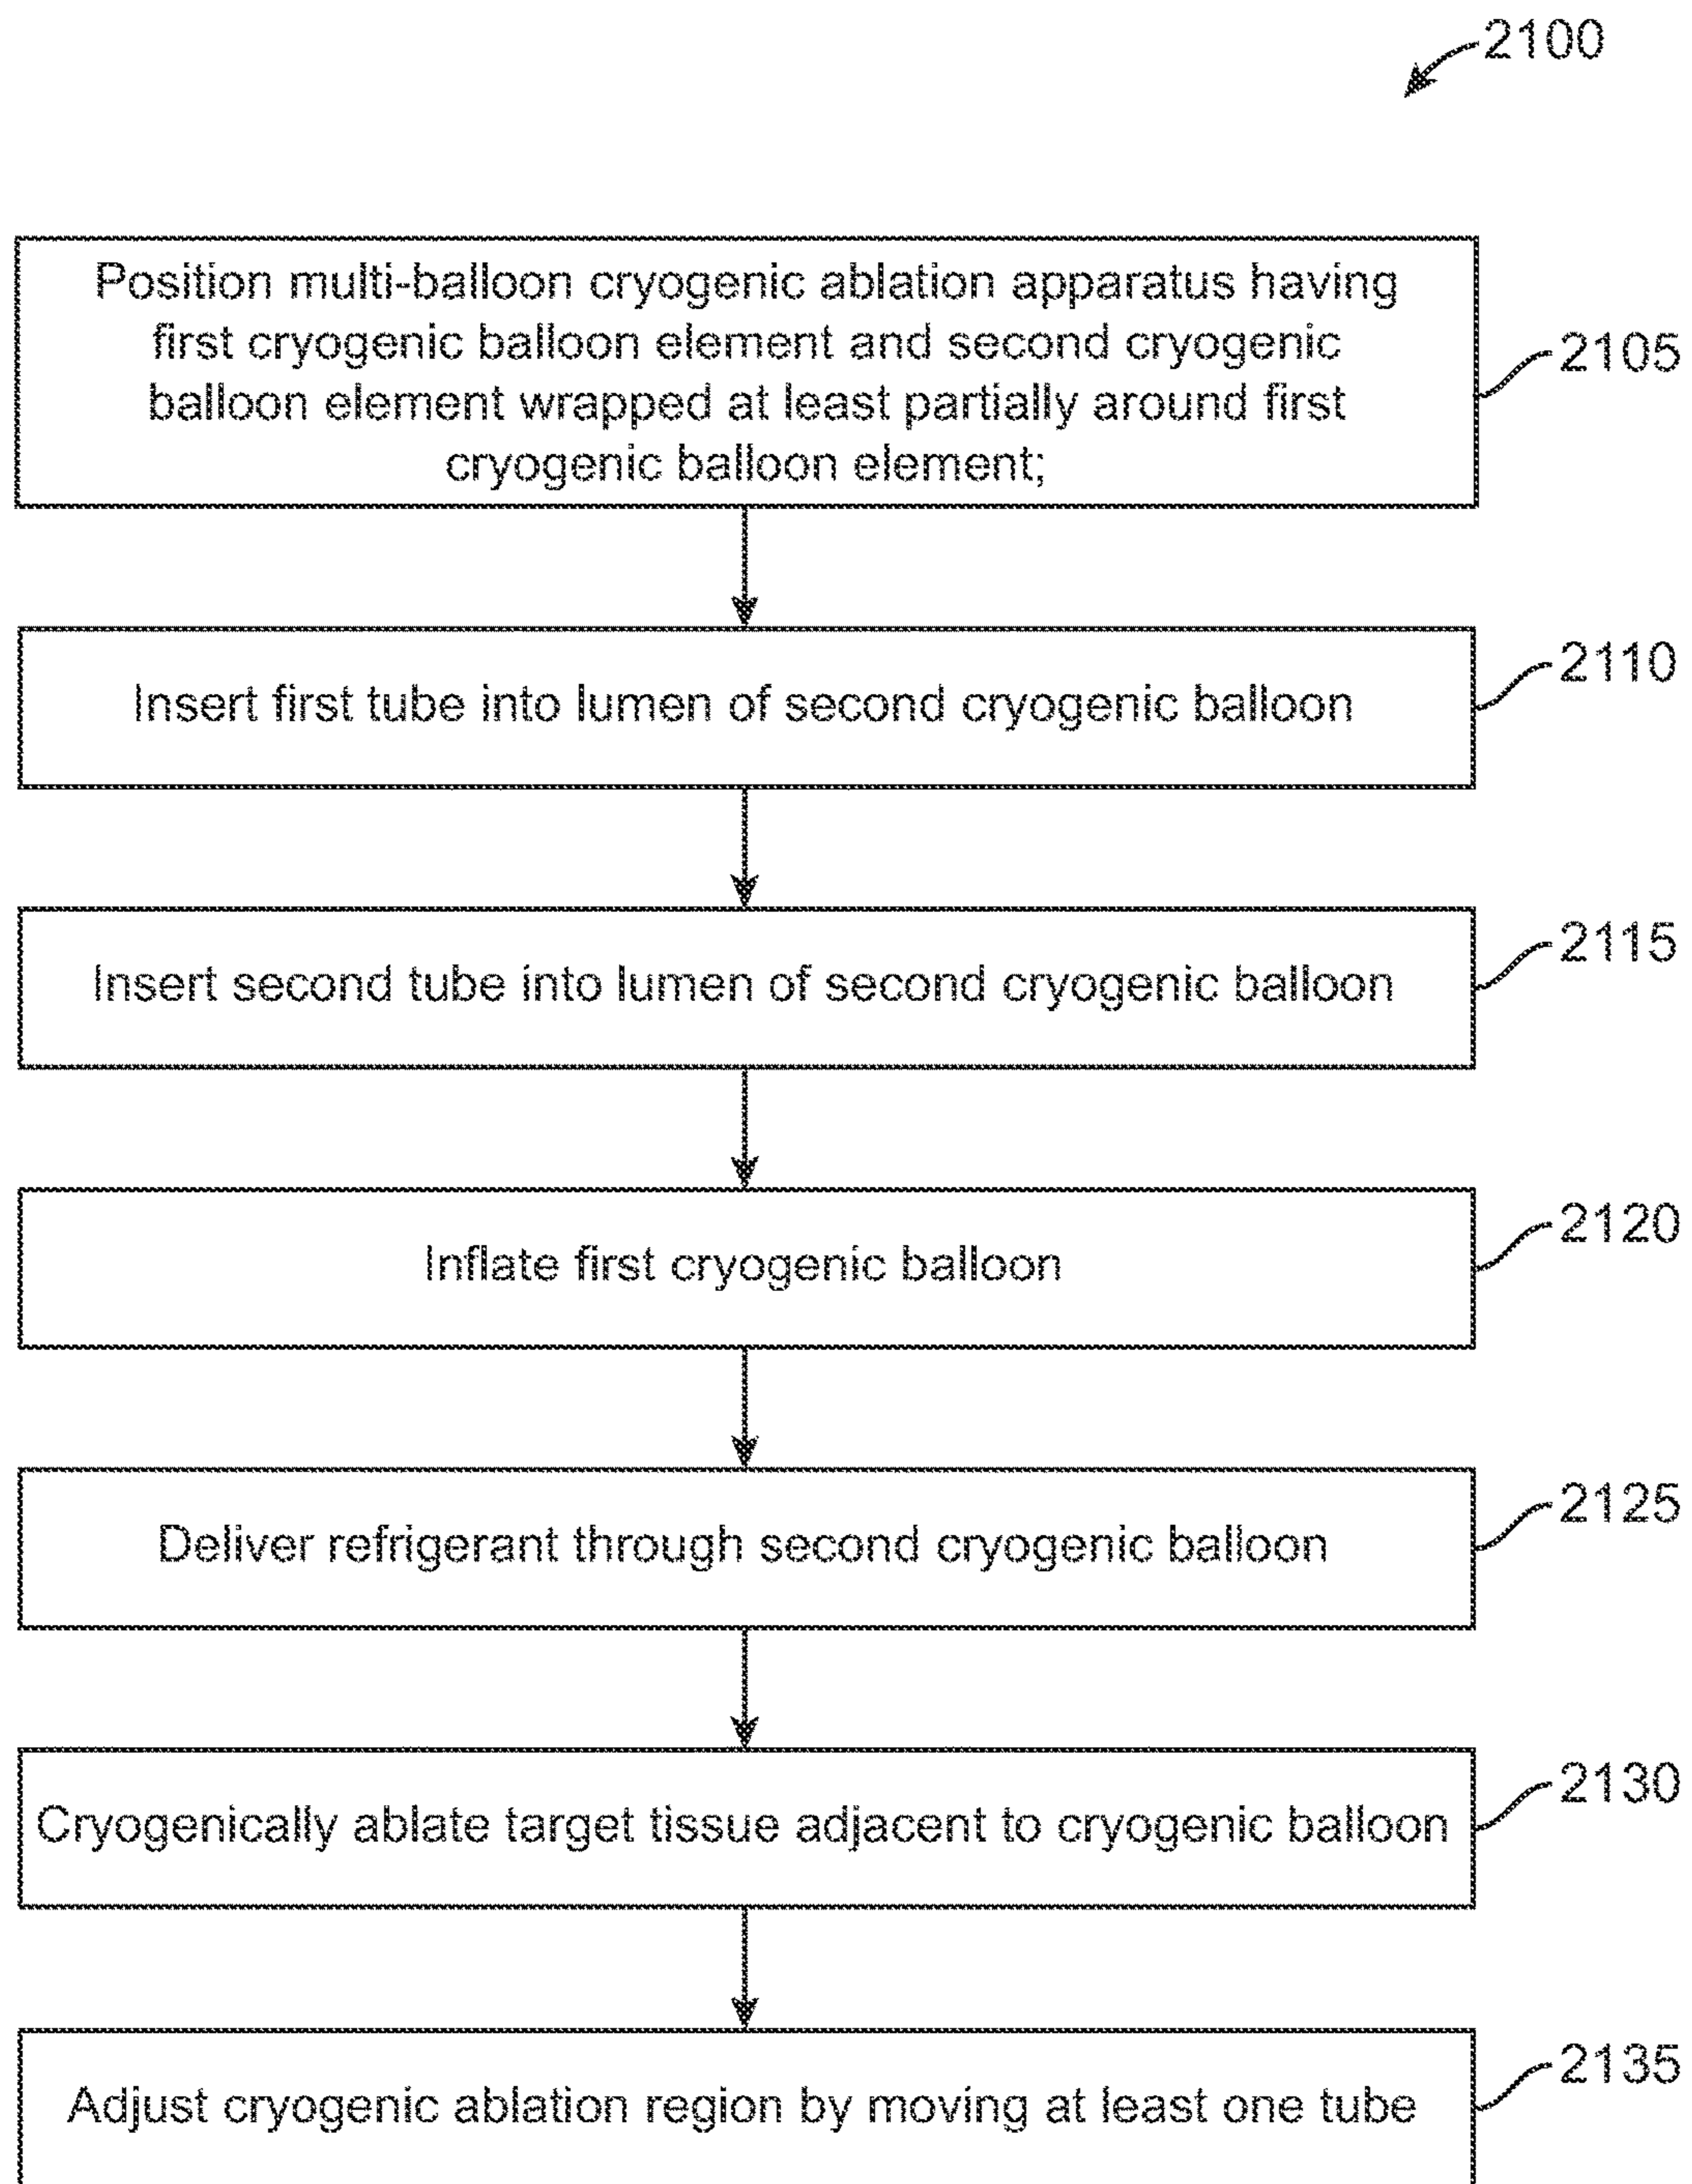 2100
Position multi-balloon cryogenic ablation apparatus having
first cryogenic balloon element and second cryogenic
balloon element wrapped at least partially around first
cryogenic balloon element;
2105
Insert first tube into lumen of second cryogenic balloon
2110
Insert second tube into lumen of second cryogenic balloon
2115
Inflate first cryogenic balloon
2120
Deliver refrigerant through second cryogenic balloon
2125
Cryogenically ablate target tissue adjacent to cryogenic balloon
2130
Adjust cryogenic ablation region by moving at least one tube
2135